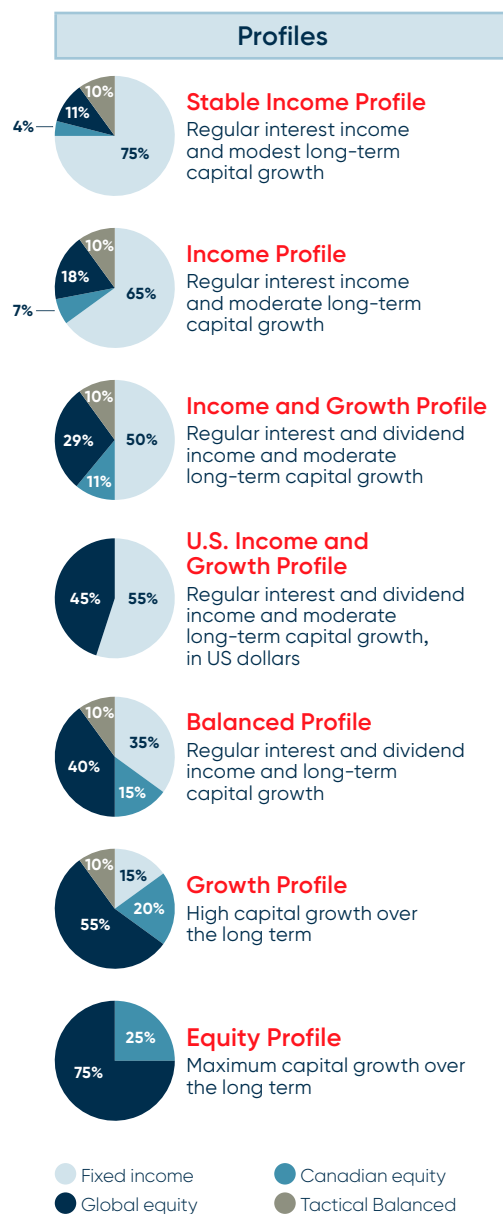 Profiles
10%
11%
4%
75%
Stable Income Profile
Regular interest income
and modest long-term
capital growth
10%
18%
65%
7%
Income Profile
Regular interest income
and moderate long-term
capital growth
10%
29%
50%
11%
Income and Growth Profile
Regular interest and dividend
income and moderate
long-term capital growth
45%
55%
U.S. Income and
Growth Profile
Regular interest and dividend
income and moderate
long-term capital growth,
in US dollars
10%
35%
40%
15%
Balanced Profile
Regular interest and dividend
income and long-term
capital growth
10%
15%
20%
55%
Growth Profile
High capital growth over
the long term
25%
75%
Equity Profile
Maximum capital growth over
the long term
Fixed income
Canadian equity
Global equity
Tactical Balanced